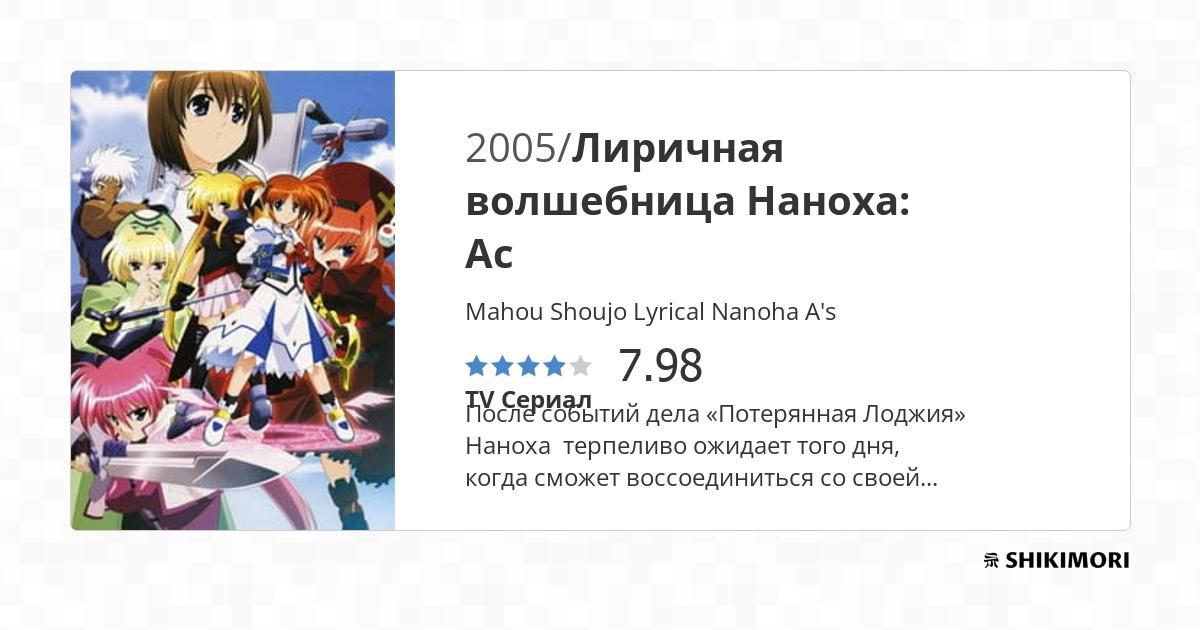 2005/Лиричная
волшебница Наноха:
Ас
Mahou Shoujo Lyrical Nanoha A's
7.98
TV Сериал
После событий дела «Потерянная Лоджия»
Наноха терпеливо ожидает того дня,
когда сможет воссоединиться со своей...
SHIKIMORI